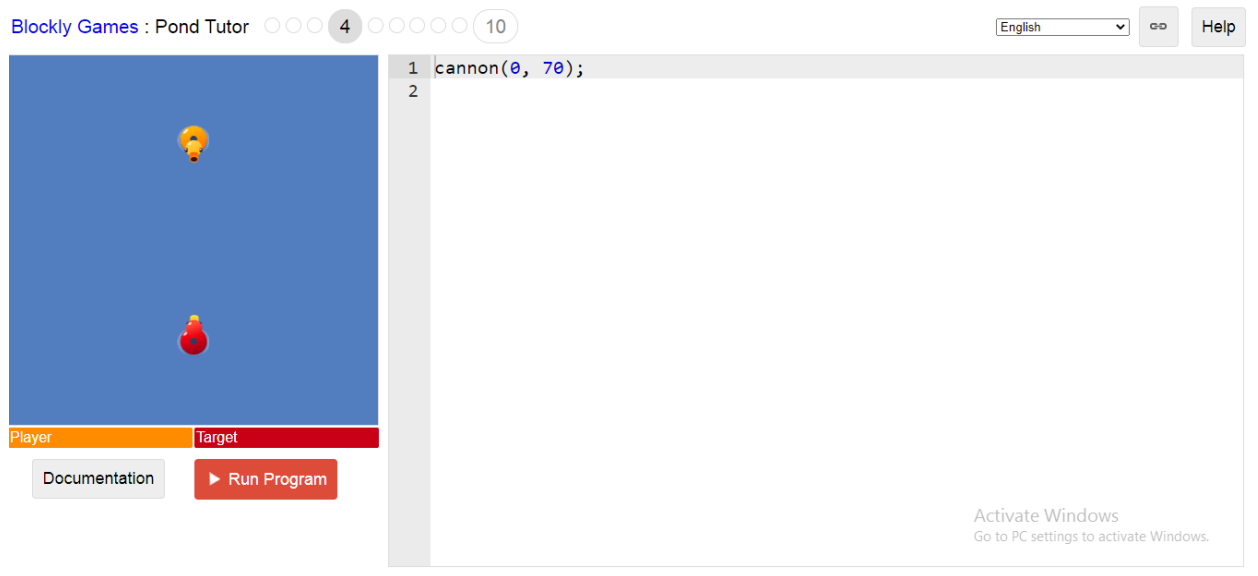 Blockly Games : Pond Tutor 4 10 English Help
1 cannon(0, 70);
2
Player Target
Documentation Run Program
Activate Windows
Go to PC settings to activate Windows.